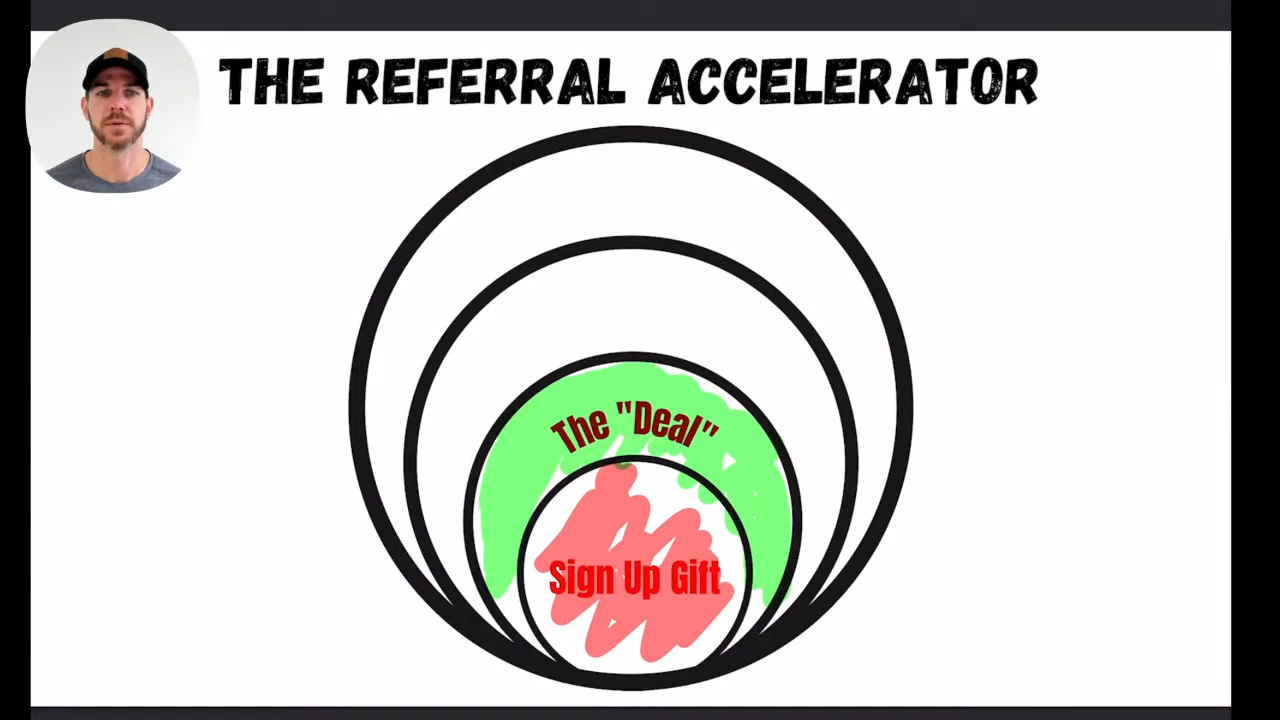 THE REFERRAL ACCELERATOR
The "Deal"
Sign Up Gift